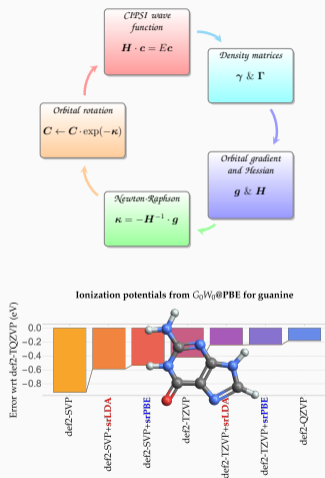 CIPSI wave
function
H · c = Ec
Density matrices
γ & Γ
Orbital gradient
and Hessian
g & H
Newton-Raphson
κ = −H⁻¹ · g
Orbital rotation
C ← C · exp(−κ)
Ionization potentials from G₀W₀@PBE for guanine
Error wrt def2-TQZVP (eV)
0.0
−0.2
−0.4
−0.6
−0.8
def2-SVP
def2-SVP+srLDA
def2-SVP+srPBE
def2-TZVP
def2-TZVP+srLDA
def2-TZVP+srPBE
def2-QZVP